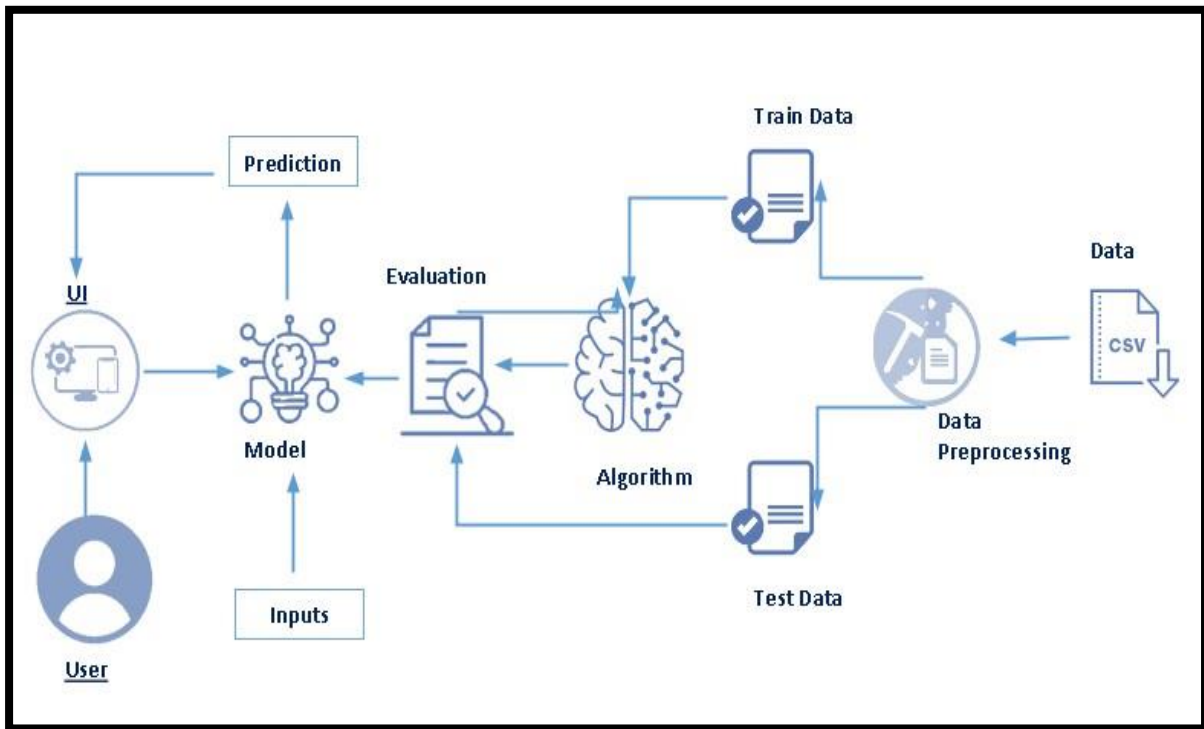 Train Data
Prediction
Data
Evaluation
UI
CSV
Model
Data
Preprocessing
Algorithm
Test Data
Inputs
User